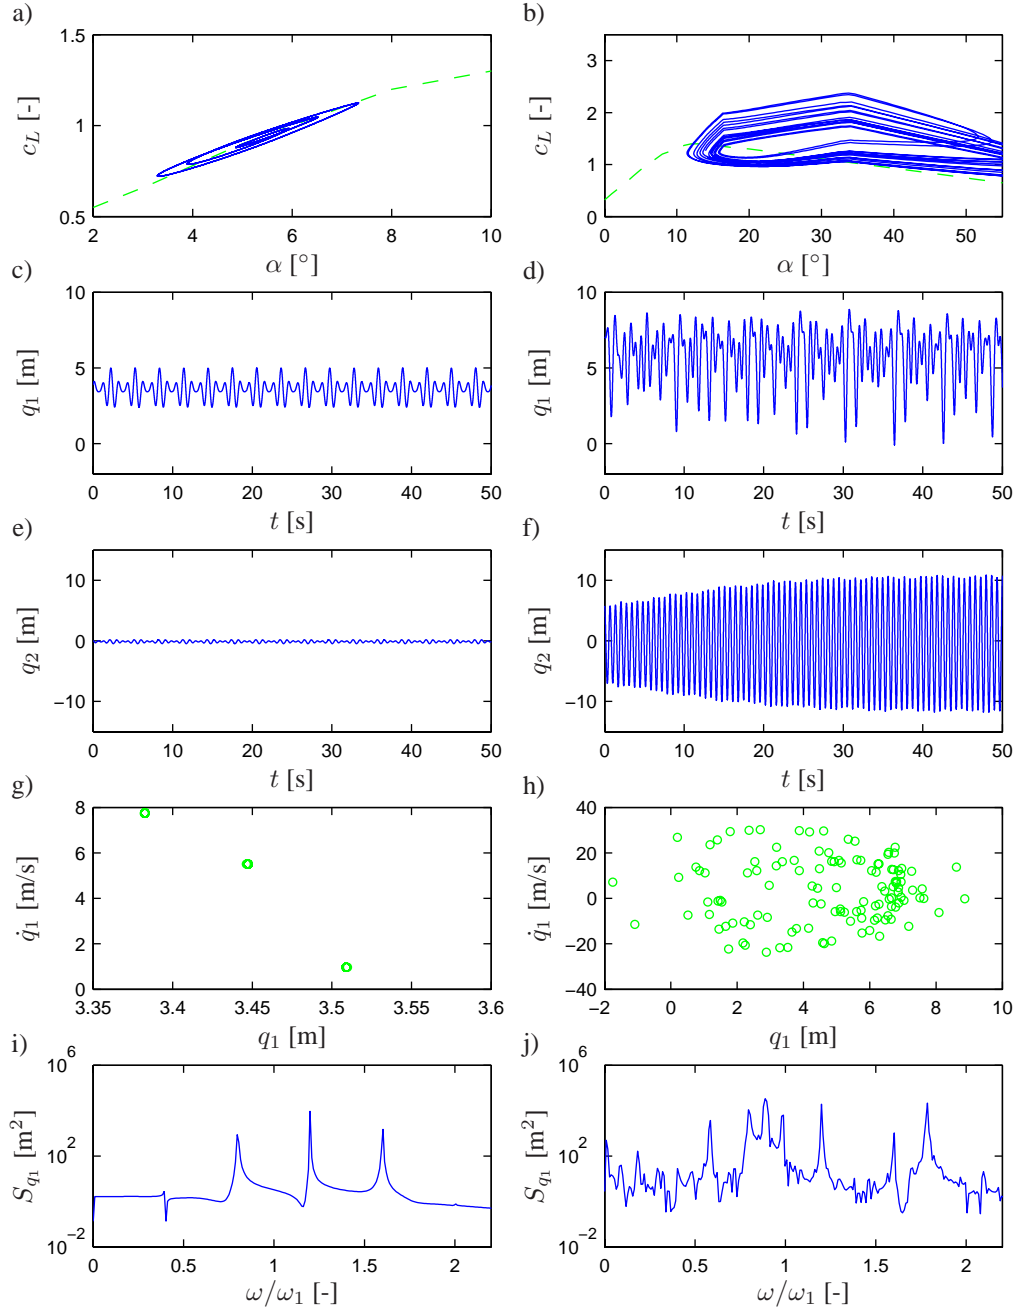 a) b)
1.5
1
0.5
c_L [-]
2 4 6 8 10
α [°]
3
2
1
0
c_L [-]
0 10 20 30 40 50
α [°]
c) d)
10
5
0
q_1 [m]
0 10 20 30 40 50
t [s]
10
5
0
q_1 [m]
0 10 20 30 40 50
t [s]
e) f)
10
0
−10
q_2 [m]
0 10 20 30 40 50
t [s]
10
0
−10
q_2 [m]
0 10 20 30 40 50
t [s]
g) h)
8
6
4
2
0
q̇_1 [m/s]
3.35 3.4 3.45 3.5 3.55 3.6
q_1 [m]
40
20
0
−20
−40
q̇_1 [m/s]
−2 0 2 4 6 8 10
q_1 [m]
i) j)
10^6
10^2
10^−2
S_{q_1} [m^2]
0 0.5 1 1.5 2
ω/ω_1 [-]
10^6
10^2
10^−2
S_{q_1} [m^2]
0 0.5 1 1.5 2
ω/ω_1 [-]